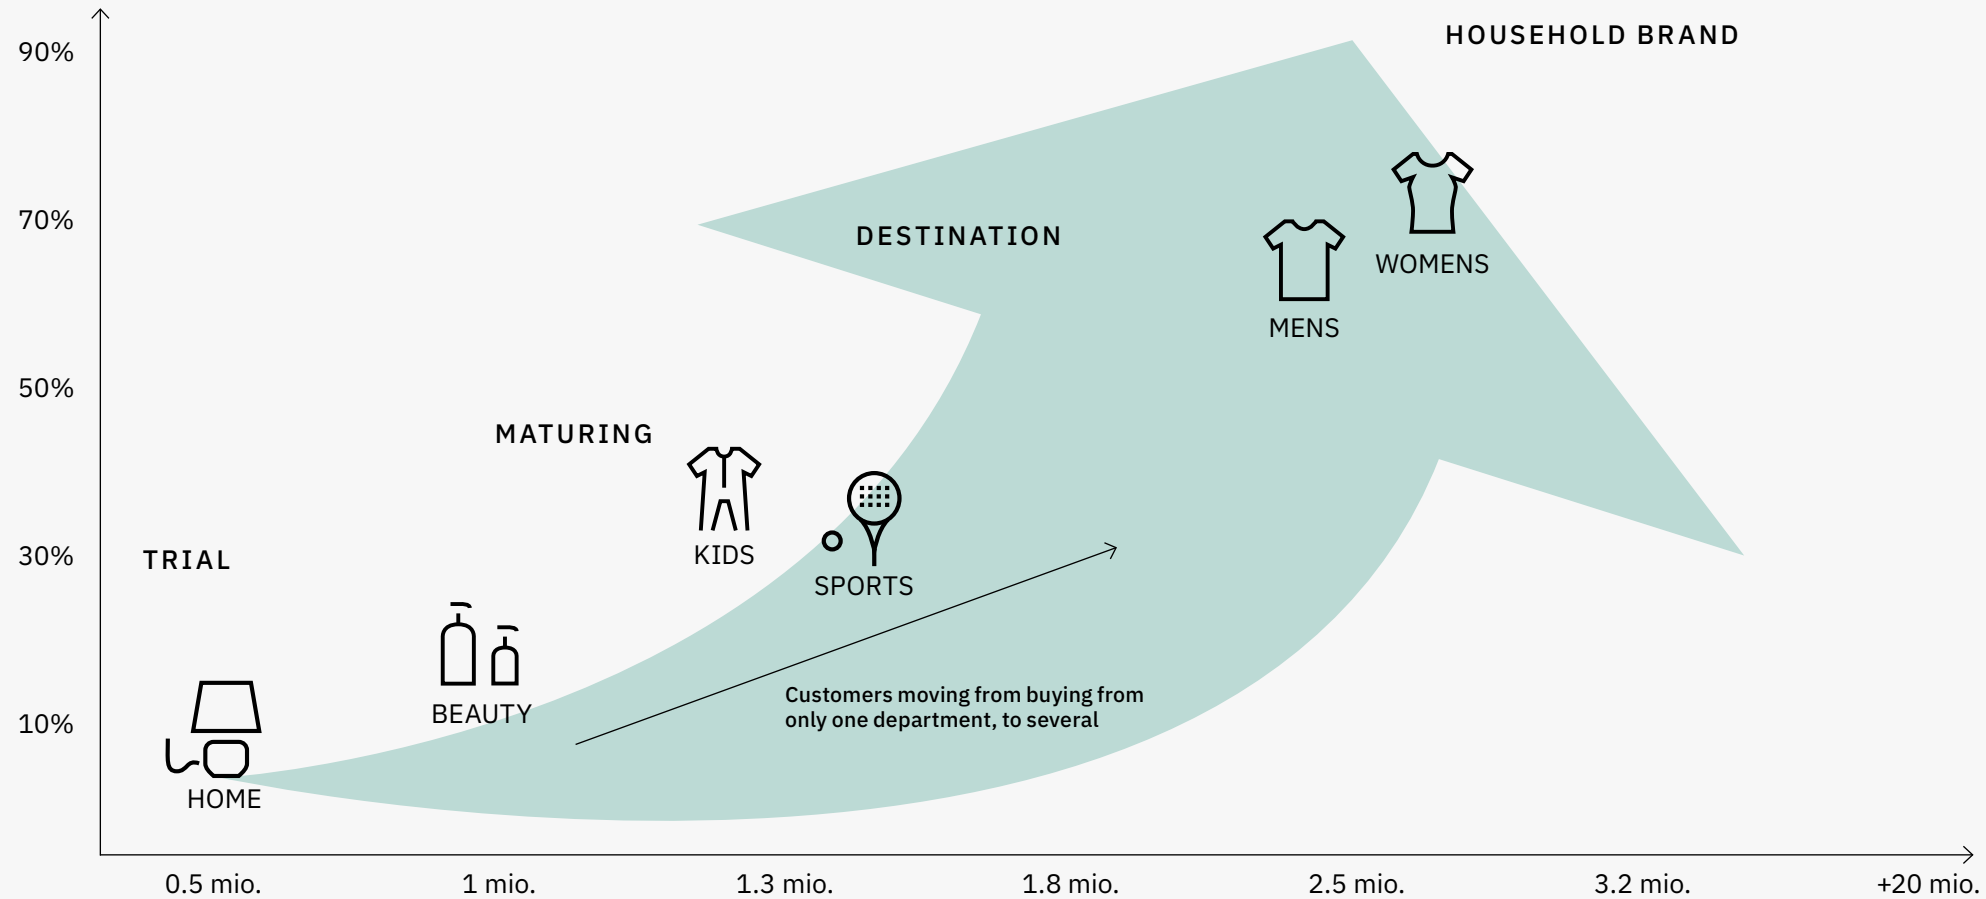 HOUSEHOLD BRAND
90%
70%
DESTINATION
WOMENS
MENS
50%
MATURING
KIDS
30%
TRIAL
SPORTS
Customers moving from buying from
only one department, to several
BEAUTY
10%
HOME
0.5 mio.
1 mio.
1.3 mio.
1.8 mio.
2.5 mio.
3.2 mio.
+20 mio.